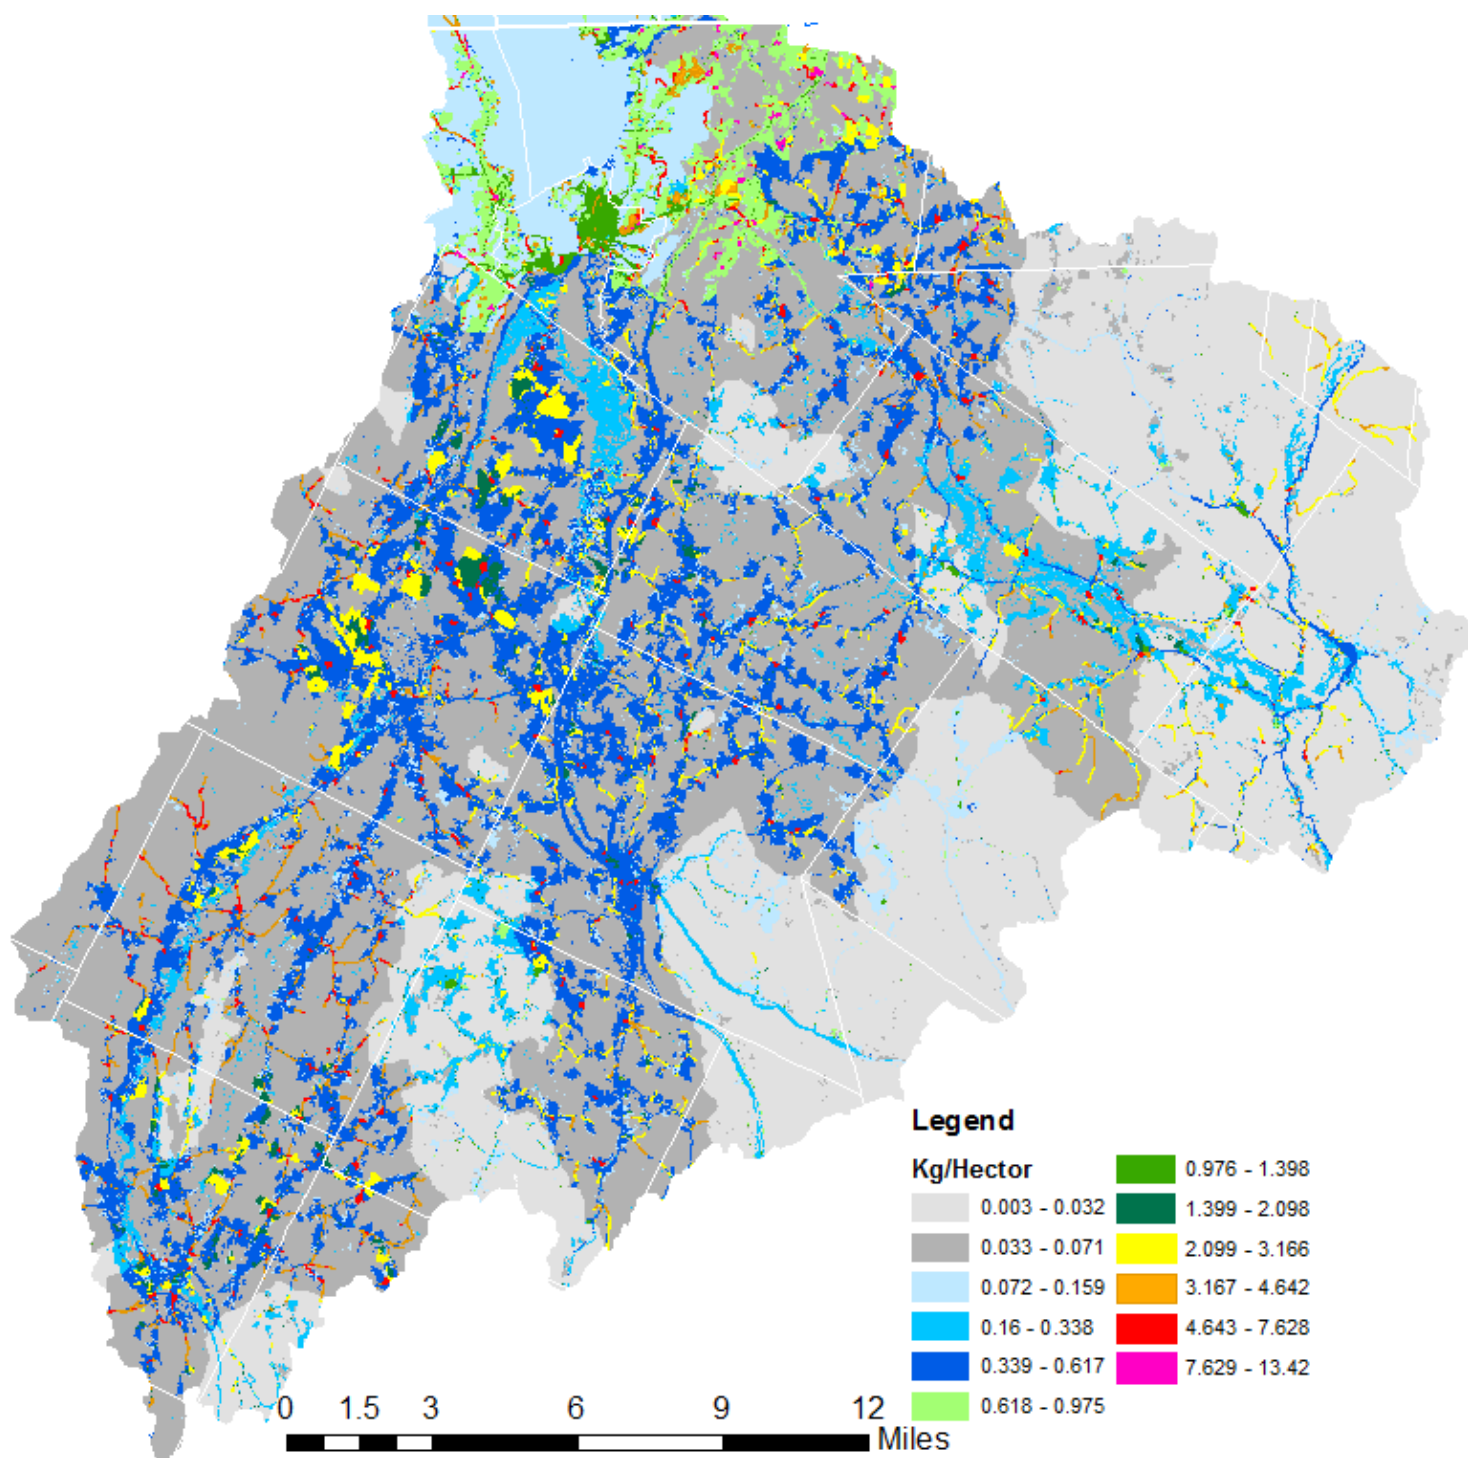 Legend
Kg/Hector
0.003 - 0.032
0.033 - 0.071
0.072 - 0.159
0.16 - 0.338
0.339 - 0.617
0.618 - 0.975
0.976 - 1.398
1.399 - 2.098
2.099 - 3.166
3.167 - 4.642
4.643 - 7.628
7.629 - 13.42
0 1.5 3 6 9 12
Miles